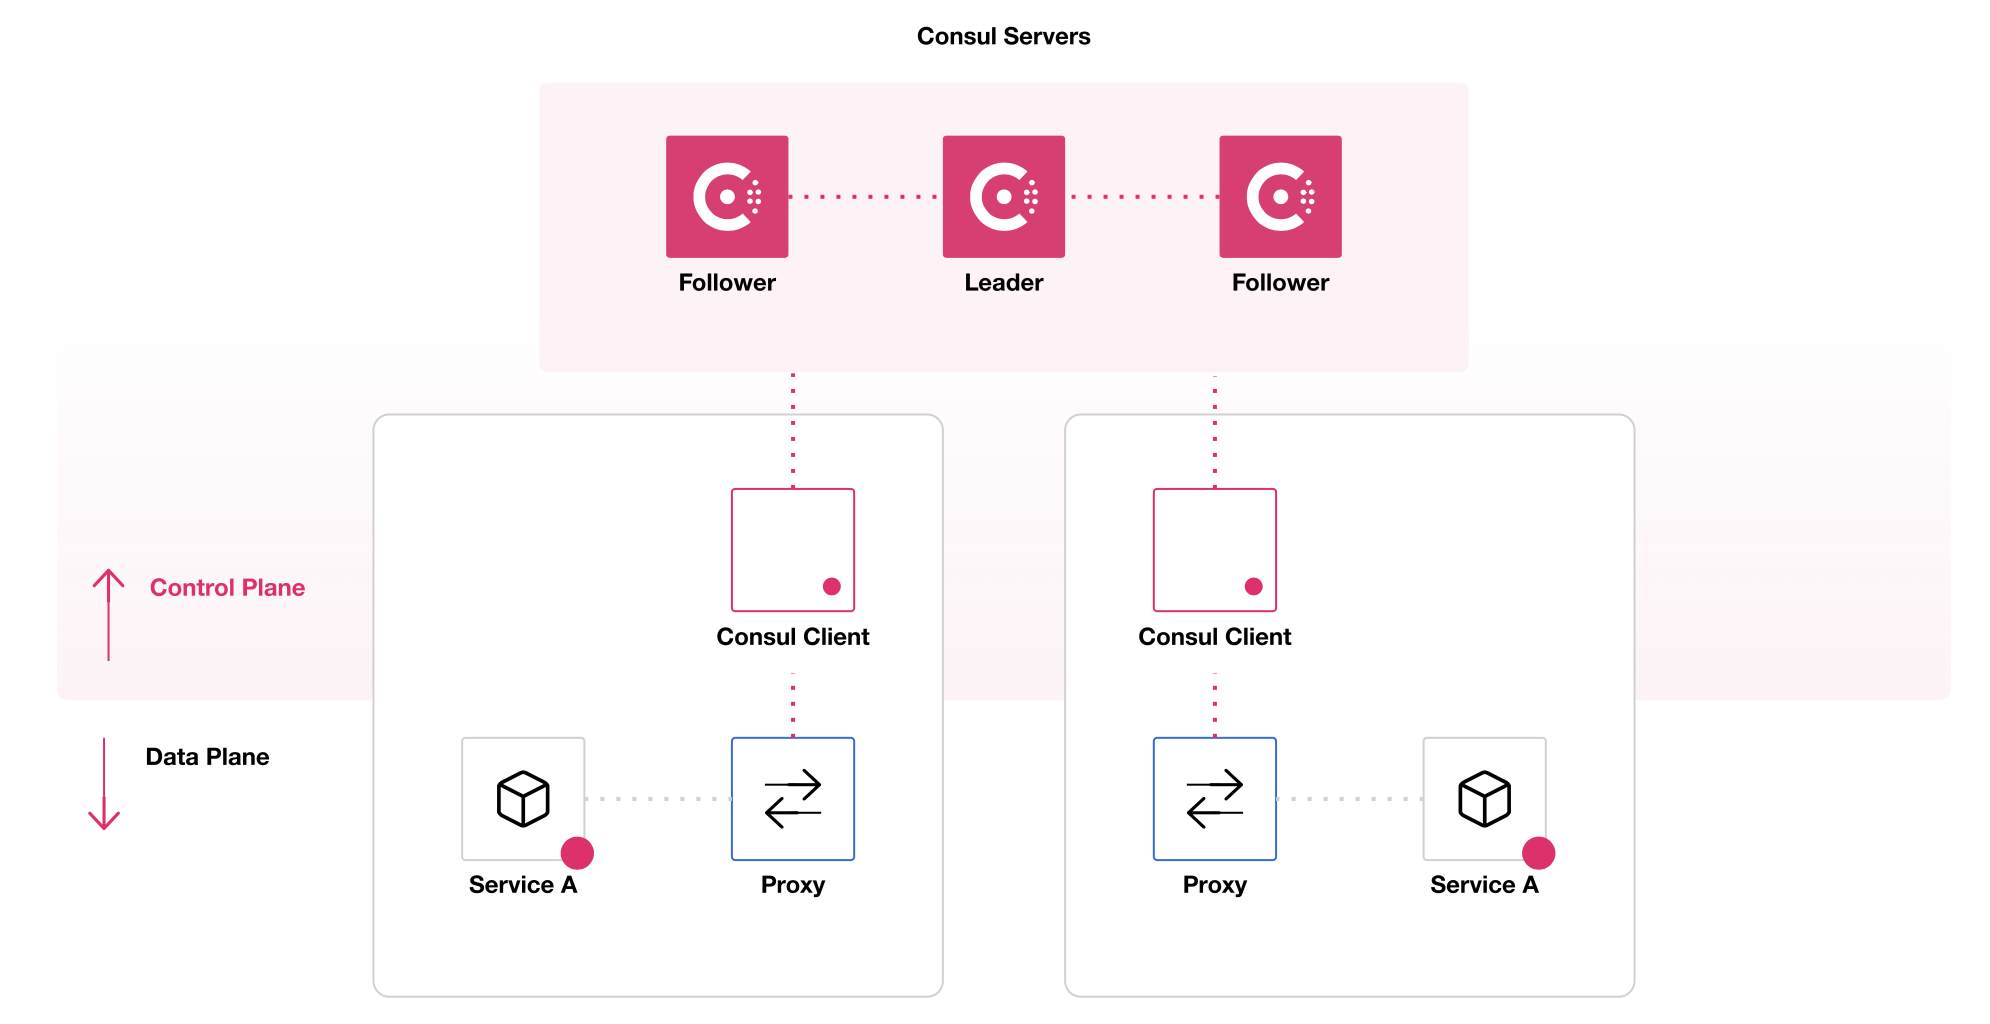 Consul Servers
Follower
Leader
Follower
Control Plane
Consul Client
Consul Client
Data Plane
Service A
Proxy
Proxy
Service A